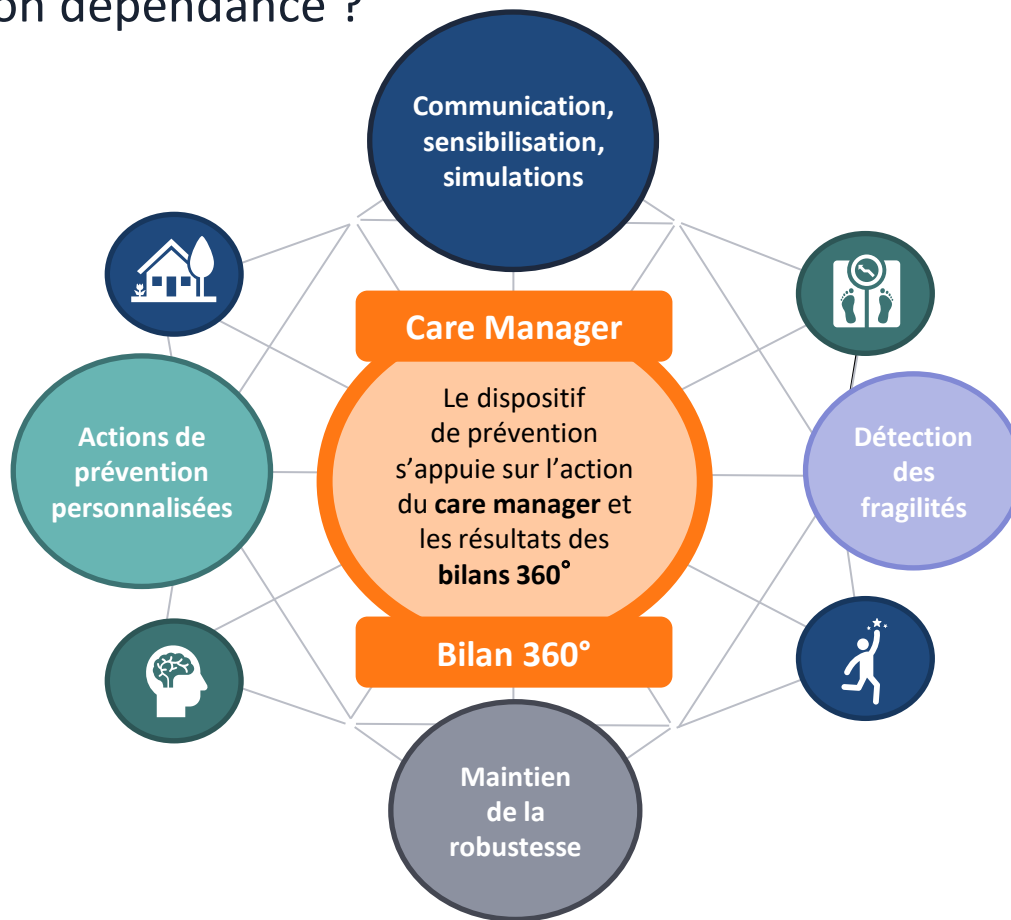 on dépendance ?
Communication,
sensibilisation,
simulations
Care Manager
Le dispositif
de prévention
s’appuie sur l’action
du care manager et
les résultats des
bilans 360°
Bilan 360°
Actions de
prévention
personnalisées
Détection
des
fragilités
Maintien
de la
robustesse